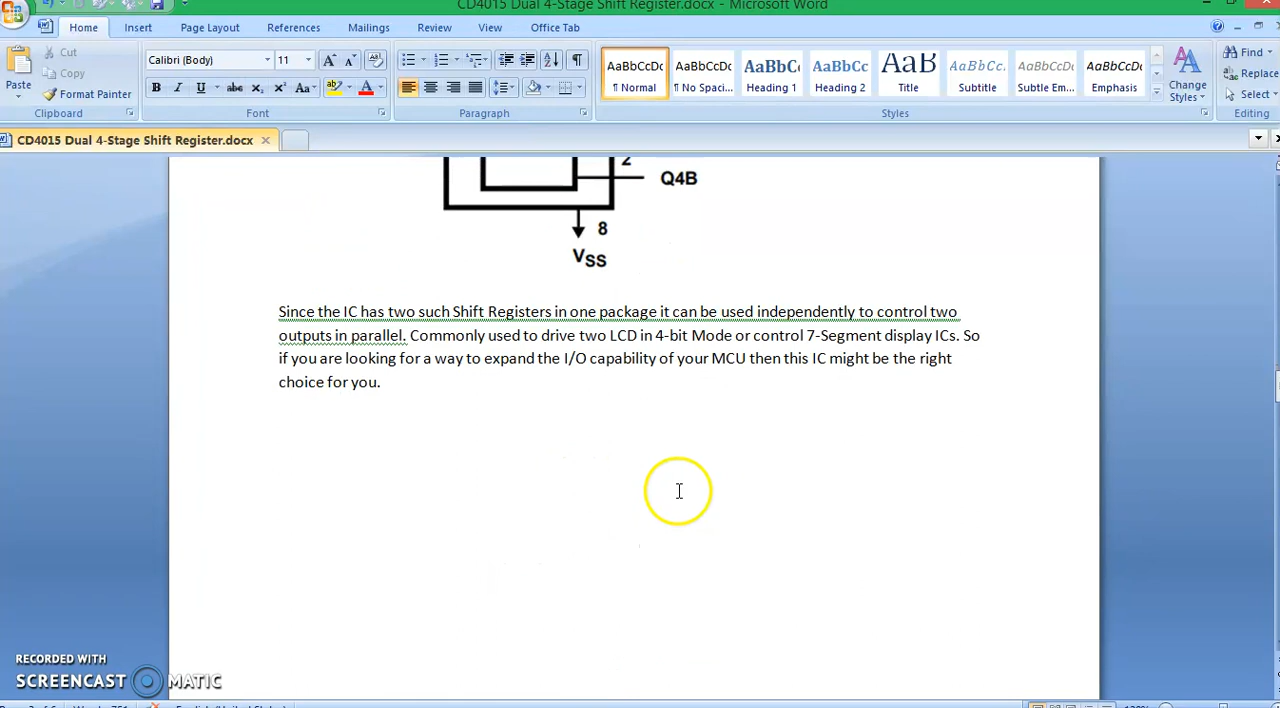 CD4015 Dual 4-Stage Shift Register.docx - Microsoft Word
Home Insert Page Layout References Mailings Review View Office Tab
Cut
Copy
Format Painter
Paste
Clipboard
Calibri (Body) 11
B I U abc x₂ x² Aa
Font
Paragraph
AaBbCcDc AaBbCcDc AaBbC AaBbCc AaB AaBbCc. AaBbCcDc AaBbCcDc
¶ Normal ¶ No Spaci... Heading 1 Heading 2 Title Subtitle Subtle Em... Emphasis
Styles
Change
Styles
Find
Replace
Select
Editing
CD4015 Dual 4-Stage Shift Register.docx
2
Q4B
8
VSS
Since the IC has two such Shift Registers in one package it can be used independently to control two
outputs in parallel. Commonly used to drive two LCD in 4-bit Mode or control 7-Segment display ICs. So
if you are looking for a way to expand the I/O capability of your MCU then this IC might be the right
choice for you.
RECORDED WITH
SCREENCAST MATIC